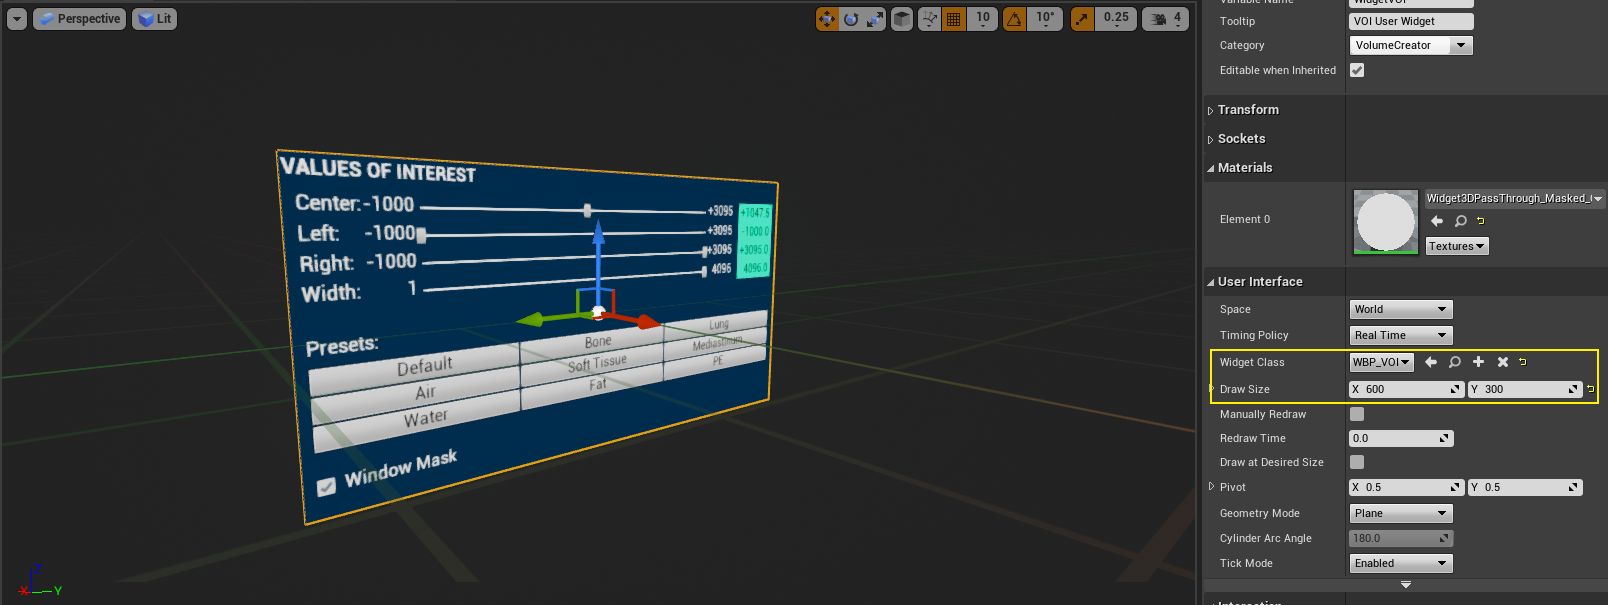 Perspective
Lit
10
10°
0.25
4
VALUES OF INTEREST
Center: -1000 +3095 +1047.5
Left: -1000 +3095 -1000.0
Right: -1000 +3095 +3095.0
Width: 1 4096 4096.0
Presets:
Default Bone Lung
Air Soft Tissue Mediastinum
Water Fat PE
Window Mask
Z
X Y
Tooltip VOI User Widget
Category VolumeCreator
Editable when Inherited
Transform
Sockets
Materials
Element 0 Widget3DPassThrough_Masked_
Textures
User Interface
Space World
Timing Policy Real Time
Widget Class WBP_VOI
Draw Size X 600 Y 300
Manually Redraw
Redraw Time 0.0
Draw at Desired Size
Pivot X 0.5 Y 0.5
Geometry Mode Plane
Cylinder Arc Angle 180.0
Tick Mode Enabled